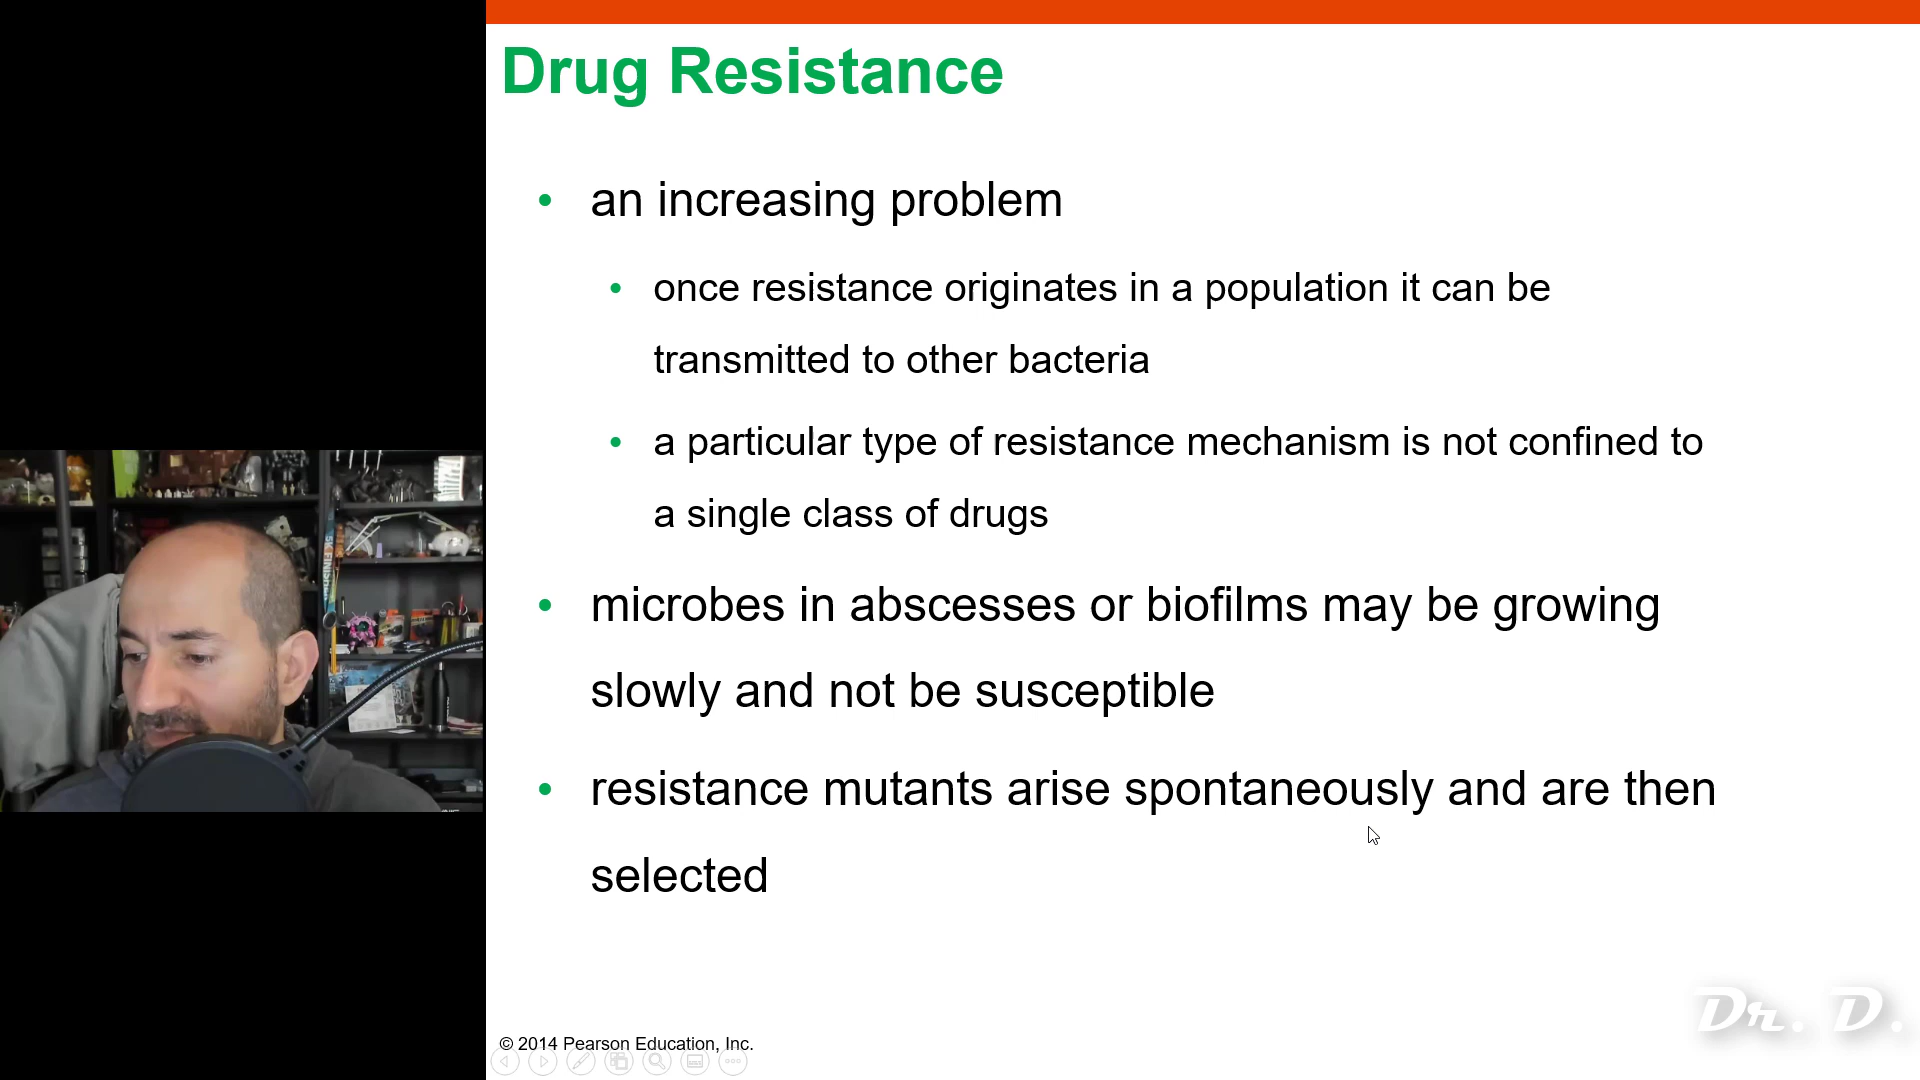 Drug Resistance
• an increasing problem
• once resistance originates in a population it can be
transmitted to other bacteria
• a particular type of resistance mechanism is not confined to
a single class of drugs
• microbes in abscesses or biofilms may be growing
slowly and not be susceptible
• resistance mutants arise spontaneously and are then
selected
Dr. D.
© 2014 Pearson Education, Inc.